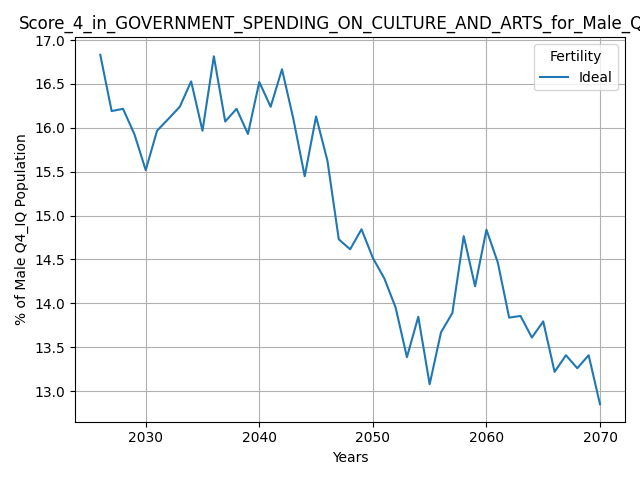 Score_4_in_GOVERNMENT_SPENDING_ON_CULTURE_AND_ARTS_for_Male_Q
17.0
16.5
16.0
15.5
15.0
14.5
14.0
13.5
13.0
% of Male Q4_IQ Population
Fertility
Ideal
2030 2040 2050 2060 2070
Years